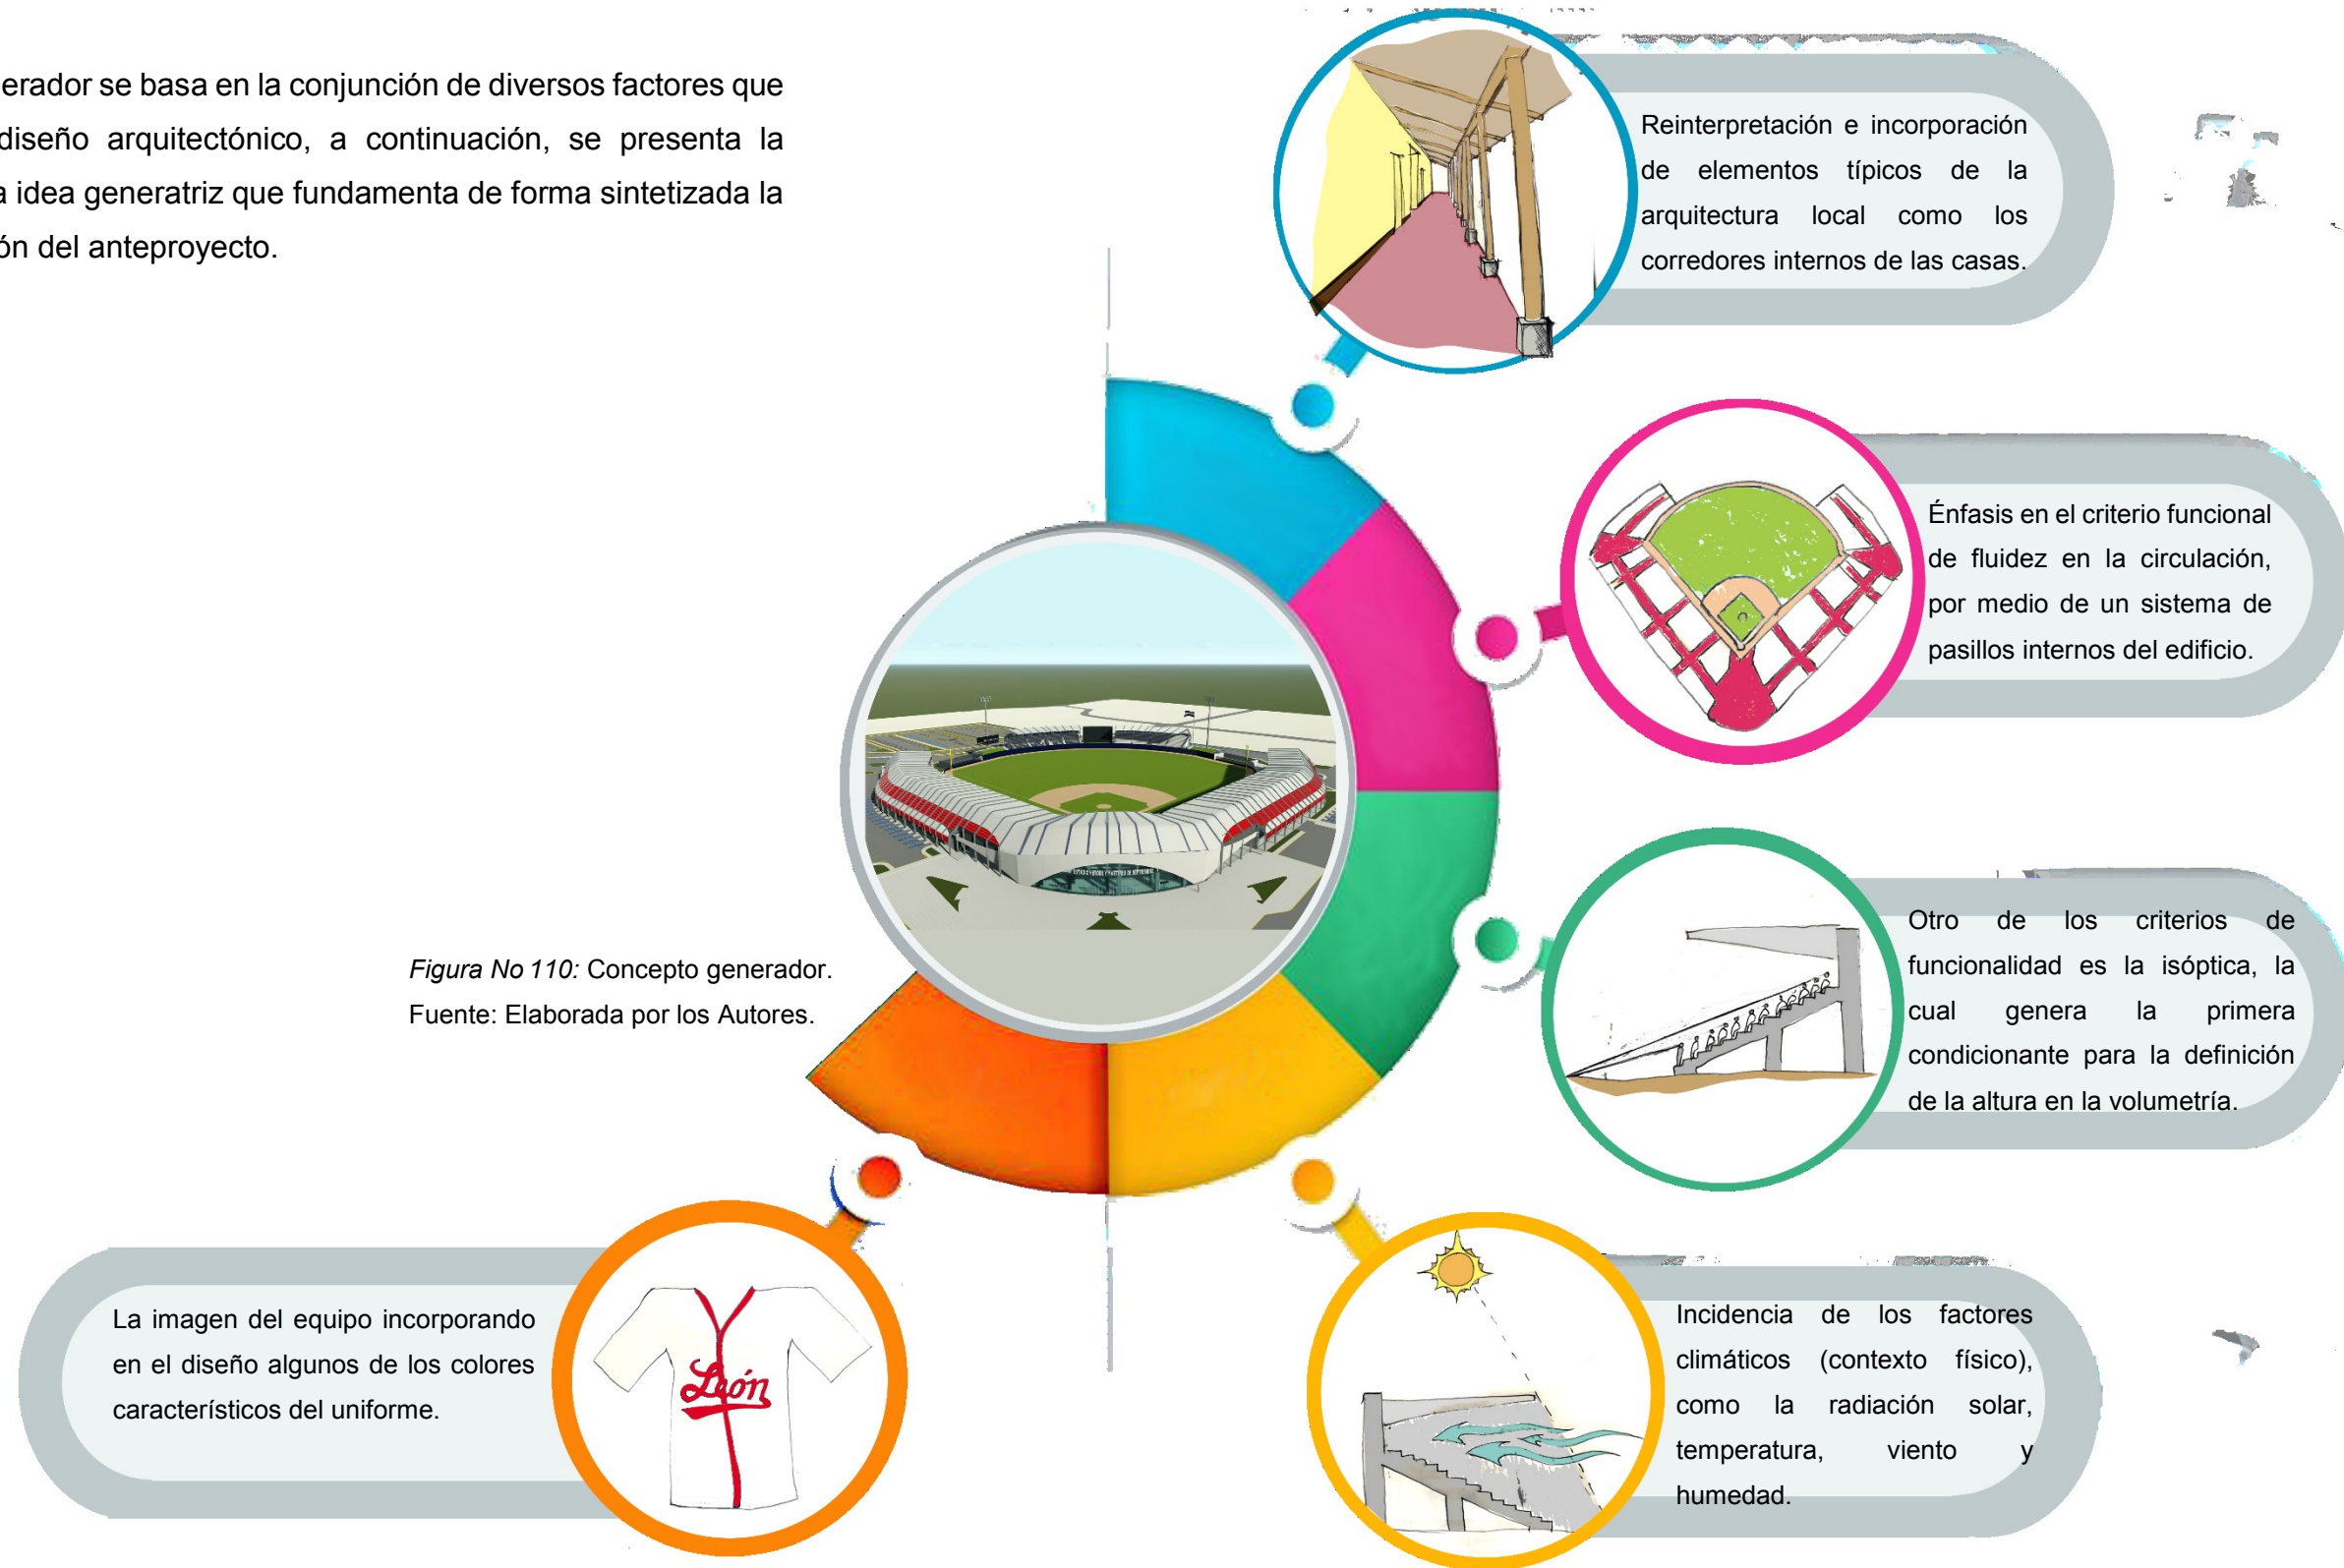 erador se basa en la conjunción de diversos factores que
diseño arquitectónico, a continuación, se presenta la
a idea generatriz que fundamenta de forma sintetizada la
ón del anteproyecto.
Reinterpretación e incorporación
de elementos típicos de la
arquitectura local como los
corredores internos de las casas.
Énfasis en el criterio funcional
de fluidez en la circulación,
por medio de un sistema de
pasillos internos del edificio.
Otro de los criterios de
funcionalidad es la isóptica, la
cual genera la primera
condicionante para la definición
de la altura en la volumetría.
Figura No 110: Concepto generador.
Fuente: Elaborada por los Autores.
La imagen del equipo incorporando
en el diseño algunos de los colores
característicos del uniforme.
León
Incidencia de los factores
climáticos (contexto físico),
como la radiación solar,
temperatura, viento y
humedad.